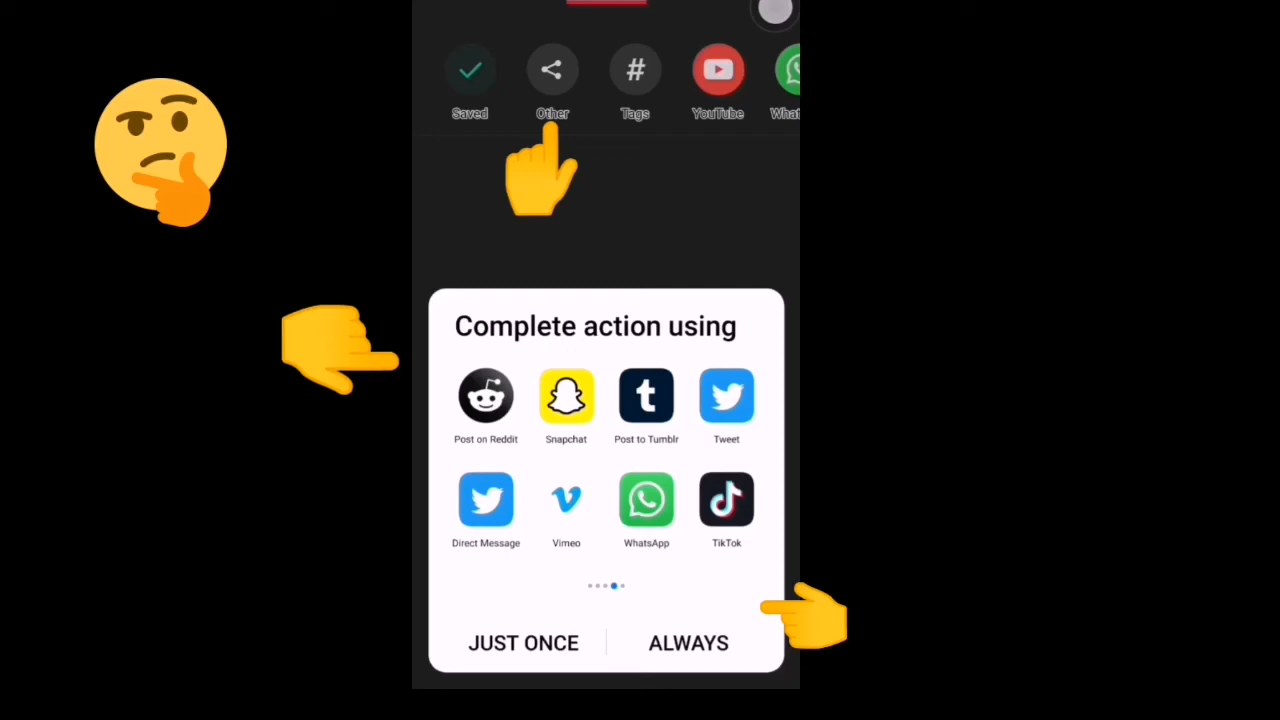 Saved Other Tags YouTube What
Complete action using
Post on Reddit Snapchat Post to Tumblr Tweet
Direct Message Vimeo WhatsApp TikTok
JUST ONCE ALWAYS